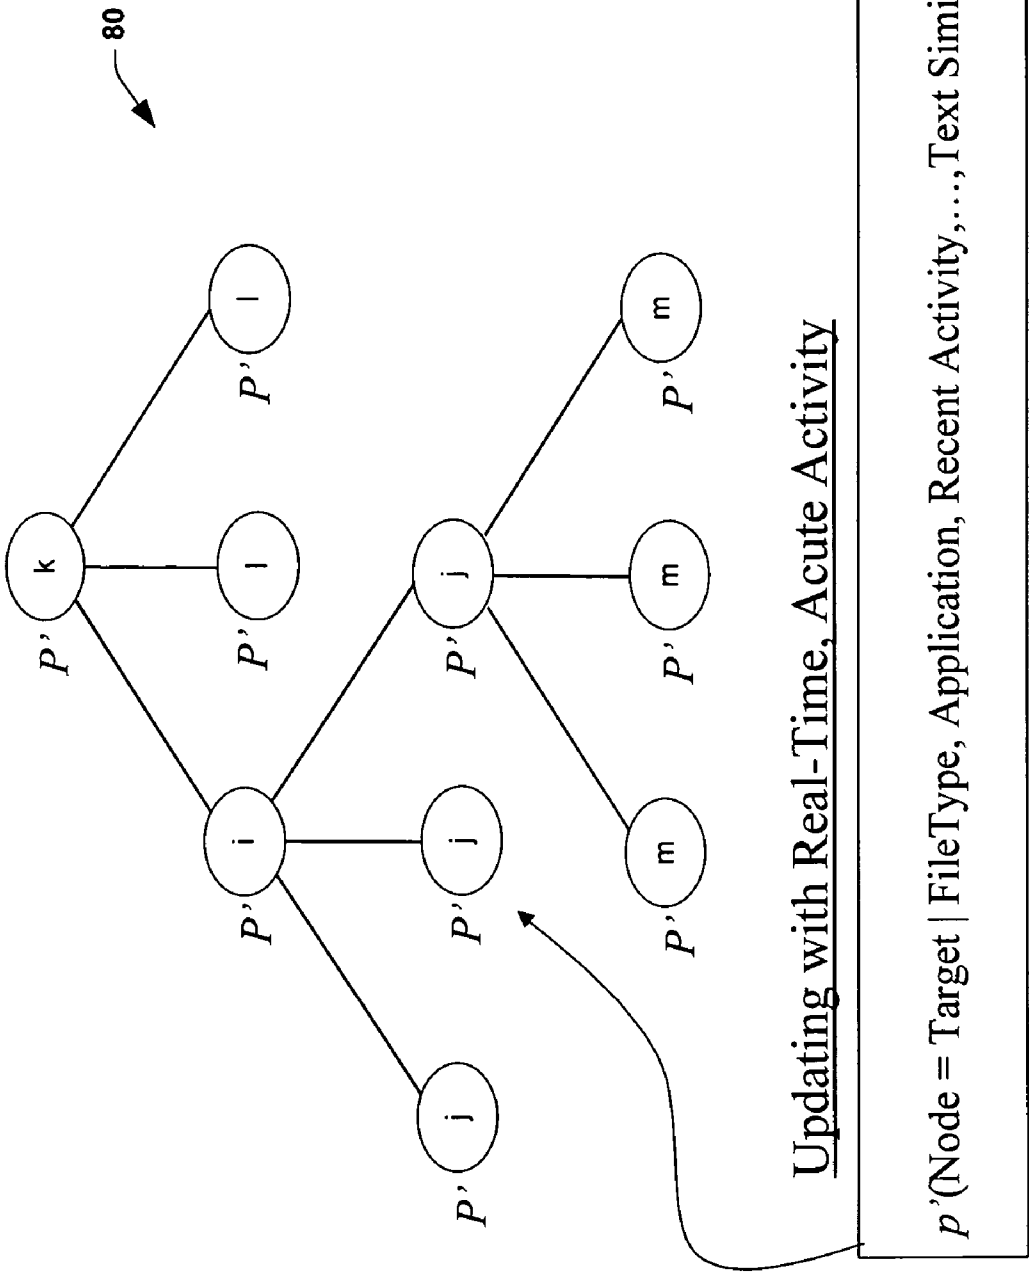 P' k
80
P' i P' l P' l
P' j P' j P' j
P' m P' m P' m
Updating with Real-Time, Acute Activity
p'(Node = Target | FileType, Application, Recent Activity,....,Text Simi